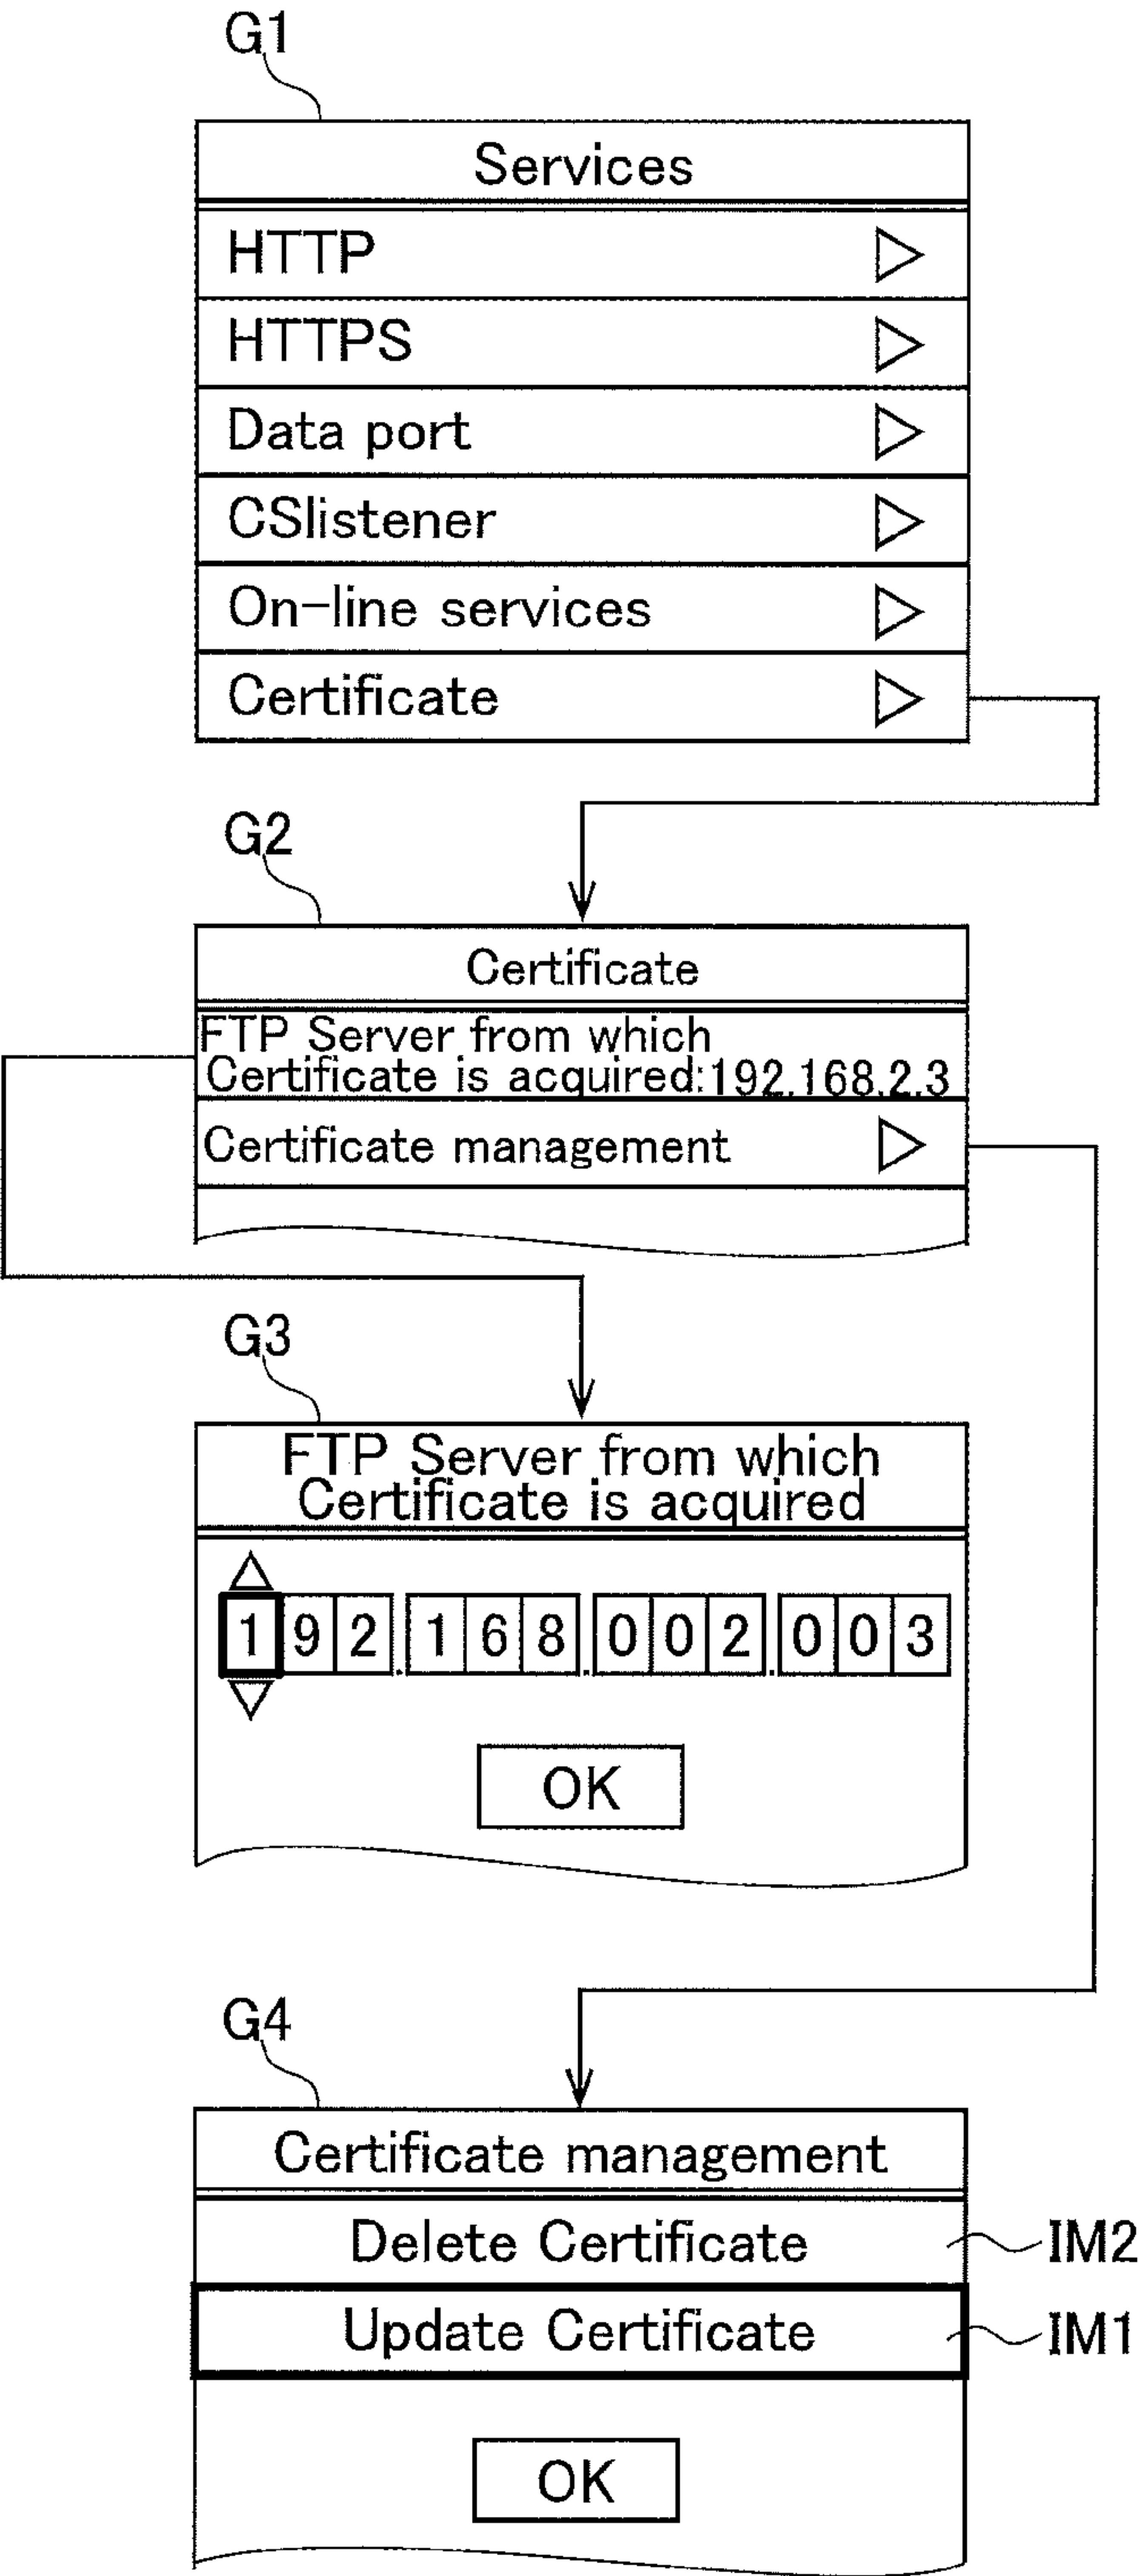 G1
Services
HTTP
HTTPS
Data port
CSlistener
On-line services
Certificate
G2
Certificate
FTP Server from which
Certificate is acquired:192.168.2.3
Certificate management
G3
FTP Server from which
Certificate is acquired
192.168.002.003
OK
G4
Certificate management
Delete Certificate IM2
Update Certificate IM1
OK